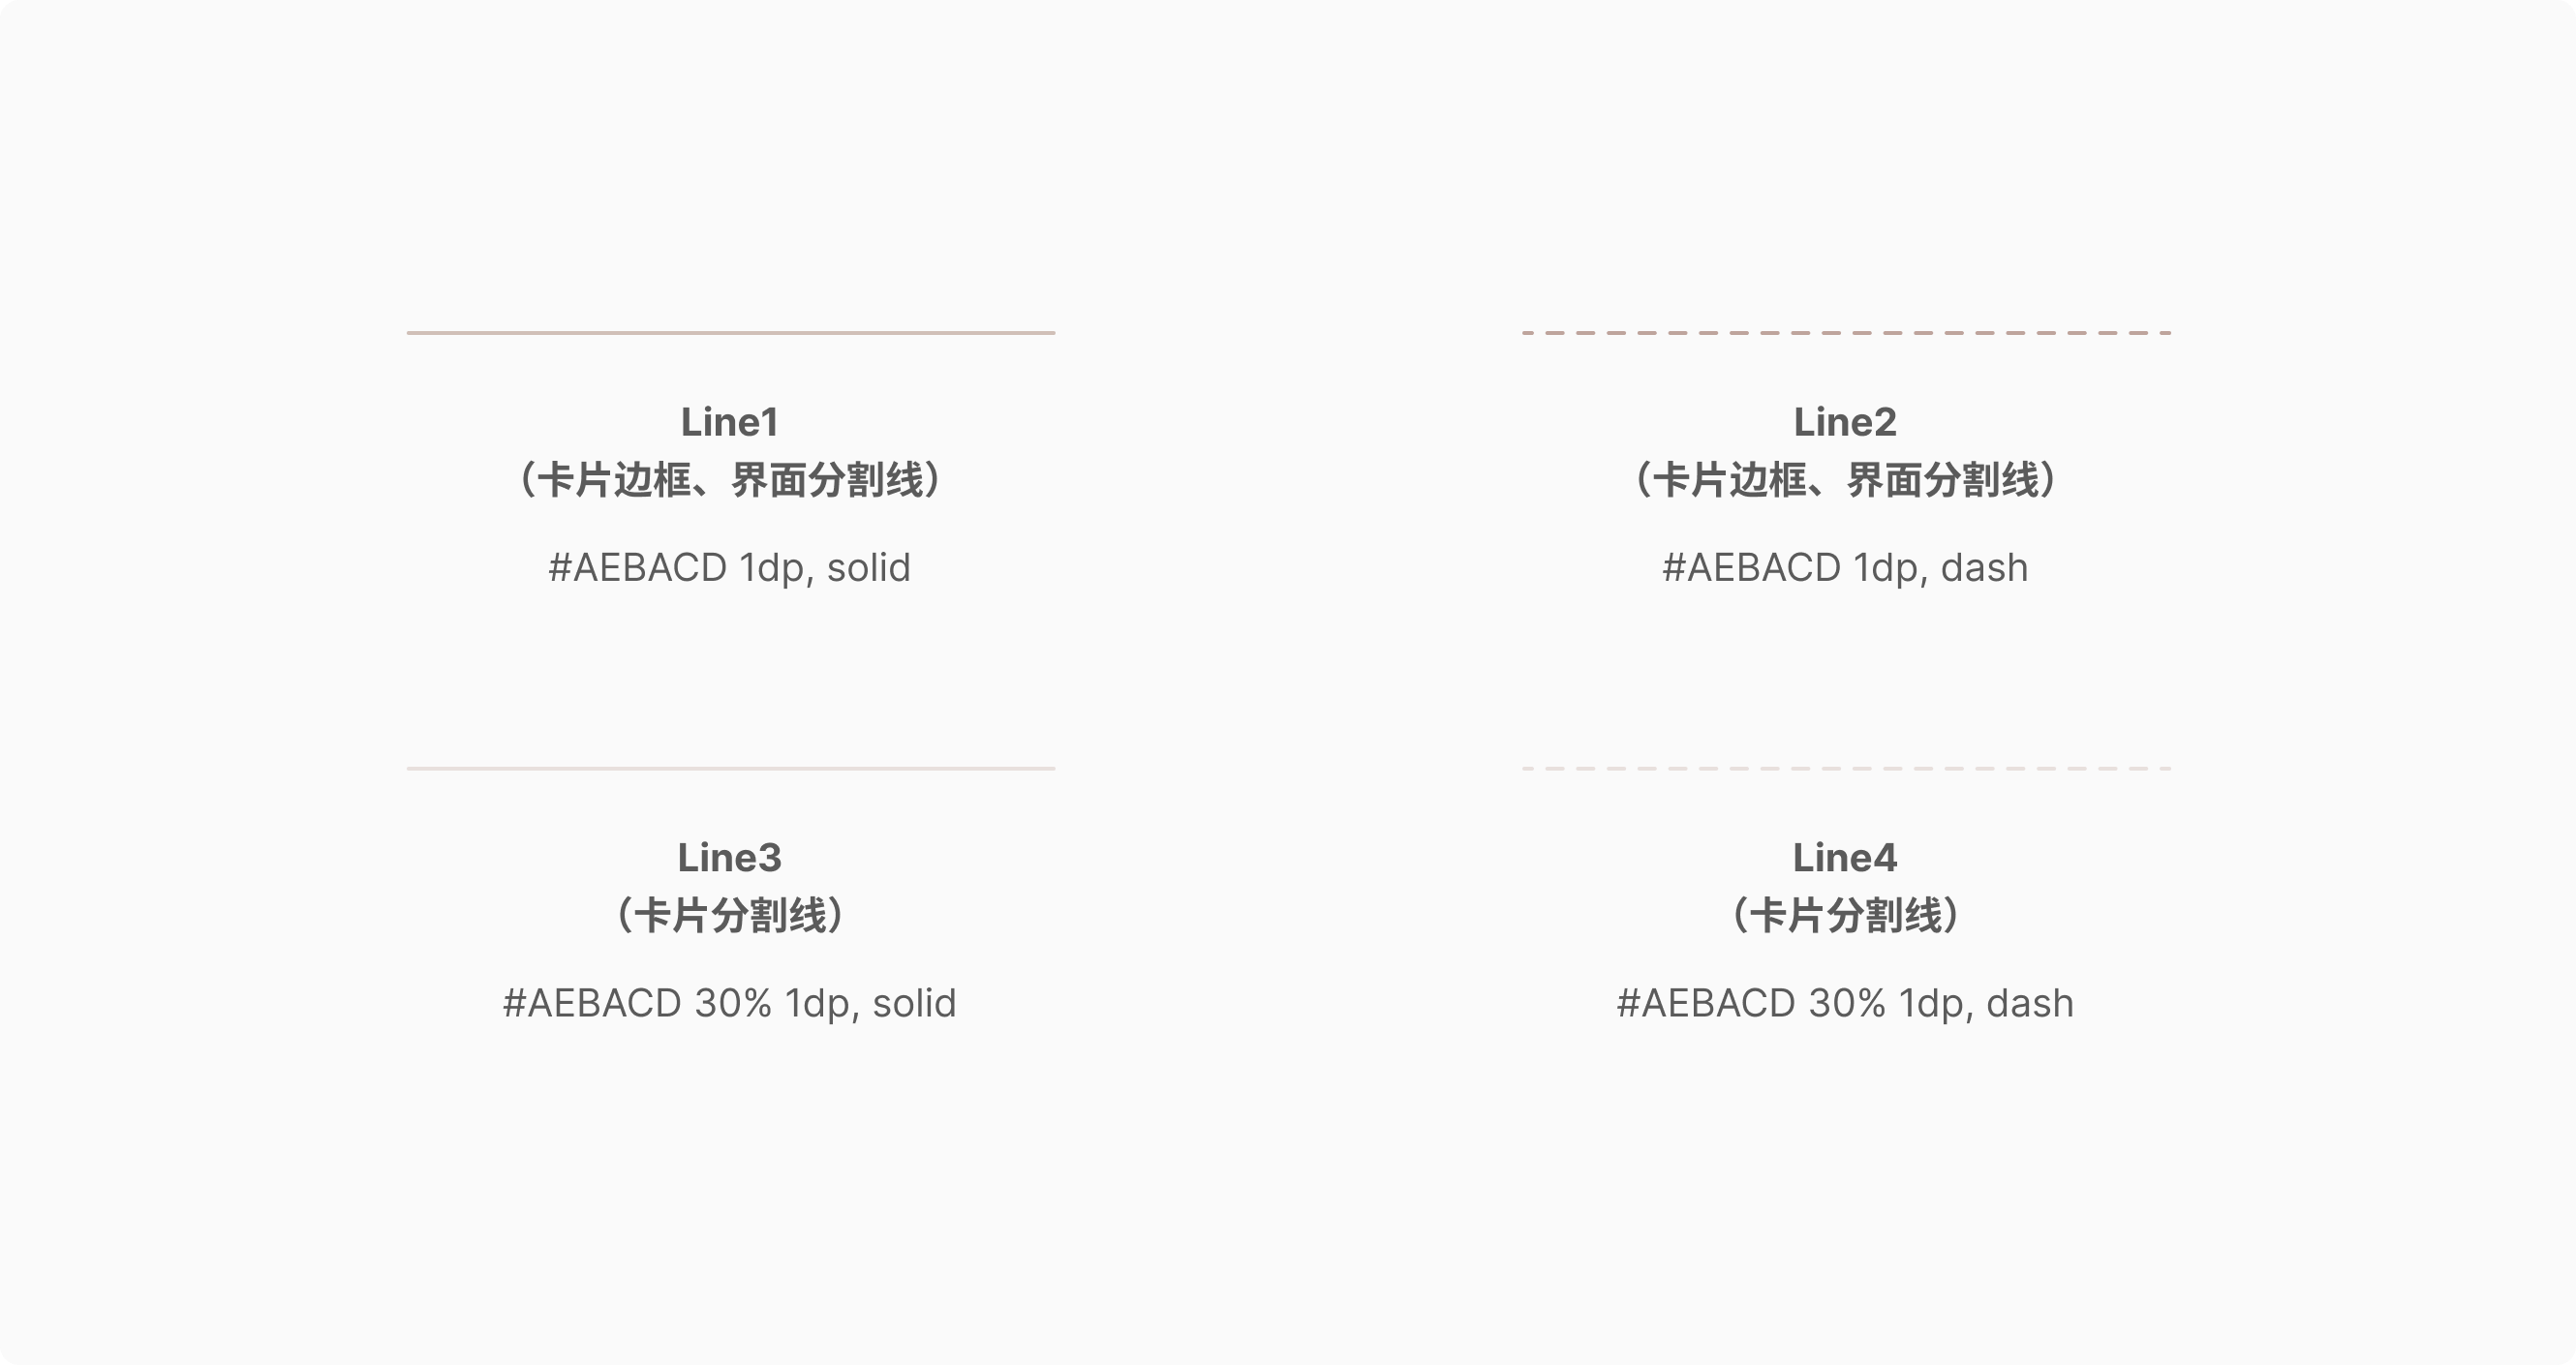 Line1
（卡片边框、界面分割线）
#AEBACD 1dp, solid
Line2
（卡片边框、界面分割线）
#AEBACD 1dp, dash
Line3
（卡片分割线）
#AEBACD 30% 1dp, solid
Line4
（卡片分割线）
#AEBACD 30% 1dp, dash